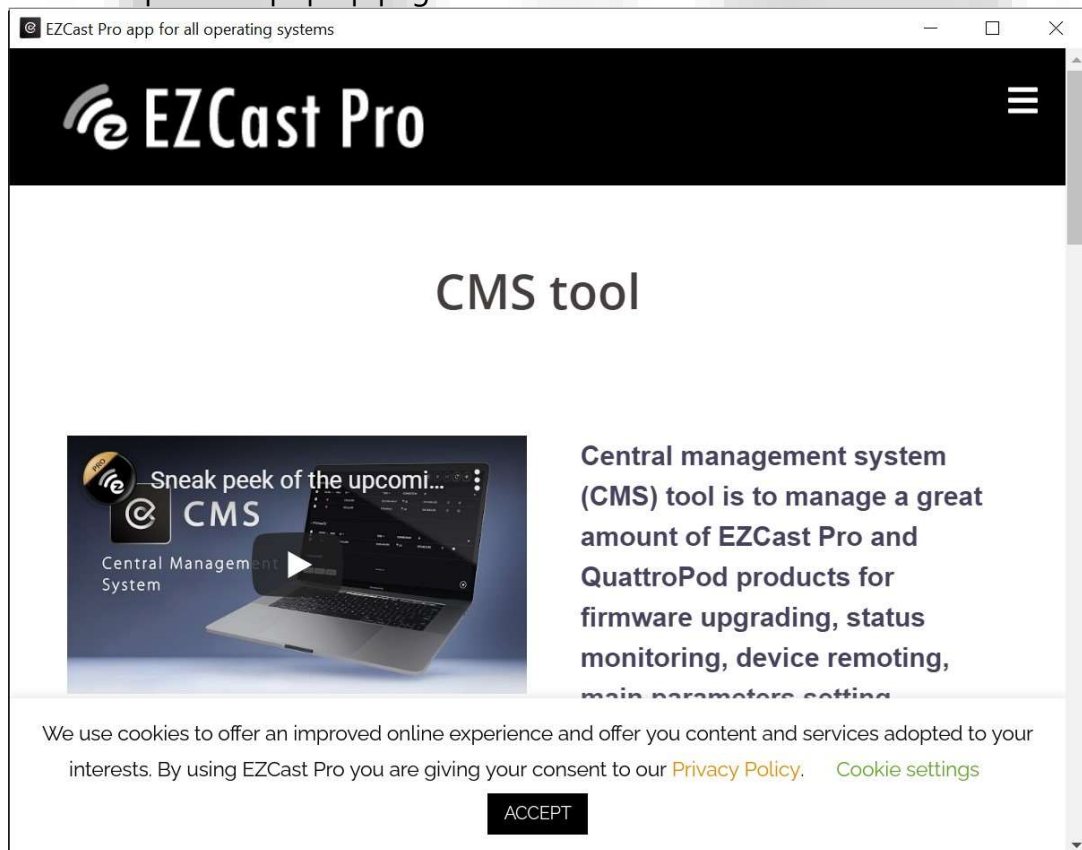 EZCast Pro app for all operating systems
EZCast Pro
CMS tool
PRO
Sneak peek of the upcomi...
CMS
Central Managem
System
Central management system
(CMS) tool is to manage a great
amount of EZCast Pro and
QuattroPod products for
firmware upgrading, status
monitoring, device remoting,
main parameters setting
We use cookies to offer an improved online experience and offer you content and services adopted to your
interests. By using EZCast Pro you are giving your consent to our Privacy Policy. Cookie settings
ACCEPT